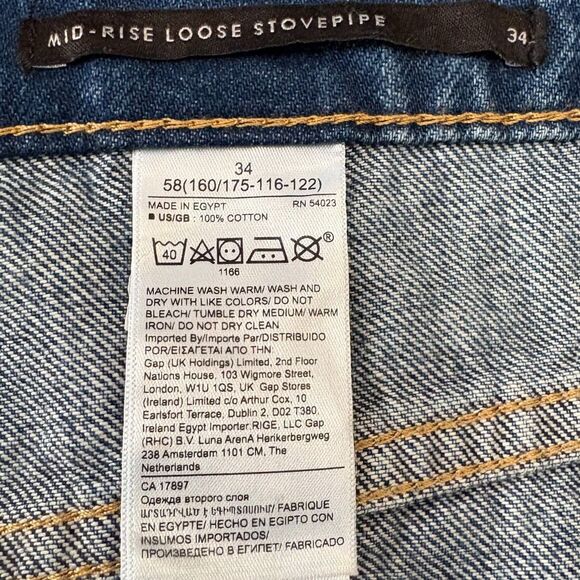 MID-RISE LOOSE STOVEPIPE 34
34
58(160/175-116-122)
MADE IN EGYPT RN 54023
■ US/GB : 100% COTTON
40
®
1166
MACHINE WASH WARM/ WASH AND
DRY WITH LIKE COLORS/ DO NOT
BLEACH/ TUMBLE DRY MEDIUM/ WARM
IRON/ DO NOT DRY CLEAN
Imported By/Importe Par/DISTRIBUIDO
POR/ΕΙΣΑΓΕΤΑΙ ΑΠΟ ΤΗΝ:
Gap (UK Holdings) Limited, 2nd Floor
Nations House, 103 Wigmore Street,
London, W1U 1QS, UK Gap Stores
(Ireland) Limited c/o Arthur Cox, 10
Earlsfort Terrace, Dublin 2, D02 T380,
Ireland Egypt Importer.RIGE, LLC Gap
(RHC) B.V. Luna ArenA Herikerbergweg
238 Amsterdam 1101 CM, The
Netherlands
CA 17897
Одежда второго слоя
ԱՐՏԱԴՐՎԱԾ Է ԵԳԻՊՏՈՍՈՒՄ/ FABRIQUE
EN EGYPTE/ HECHO EN EGIPTO CON
INSUMOS IMPORTADOS/
ПРОИЗВЕДЕНО В ЕГИПЕТ/ FABRICADO